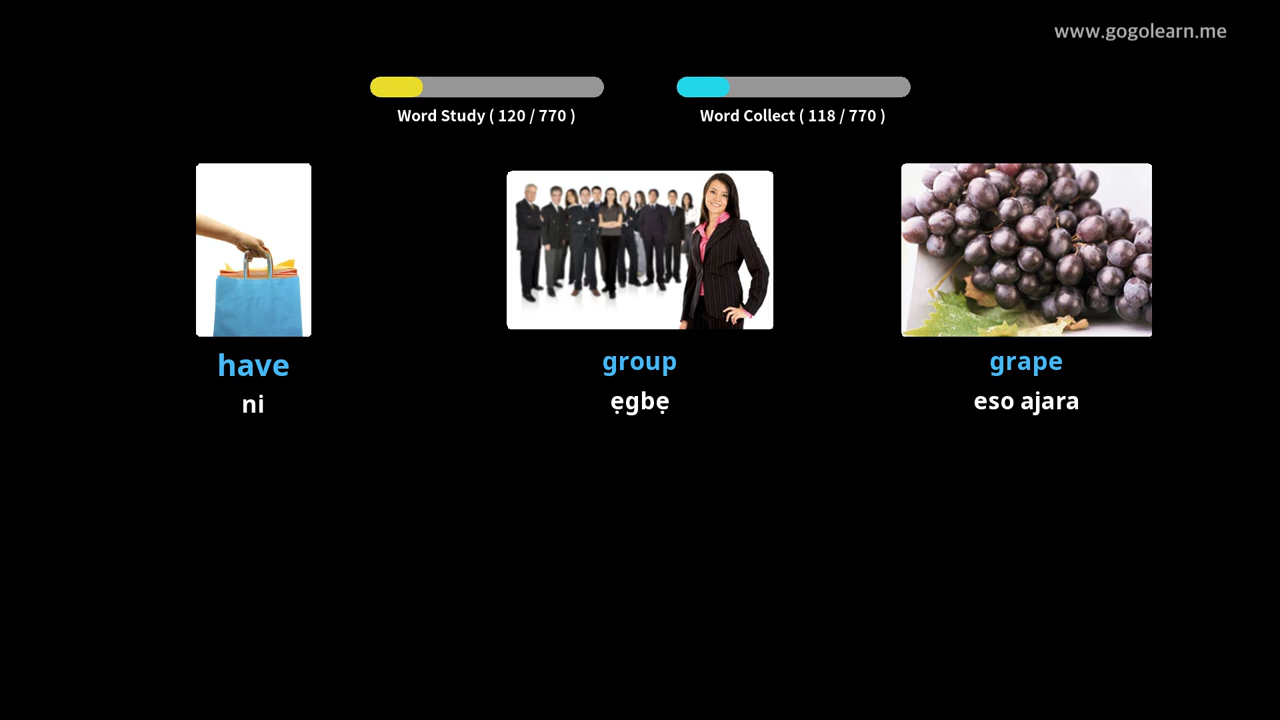 www.gogolearn.me
Word Study ( 120 / 770 )
Word Collect ( 118 / 770 )
have
ni
group
ẹgbẹ
grape
eso ajara